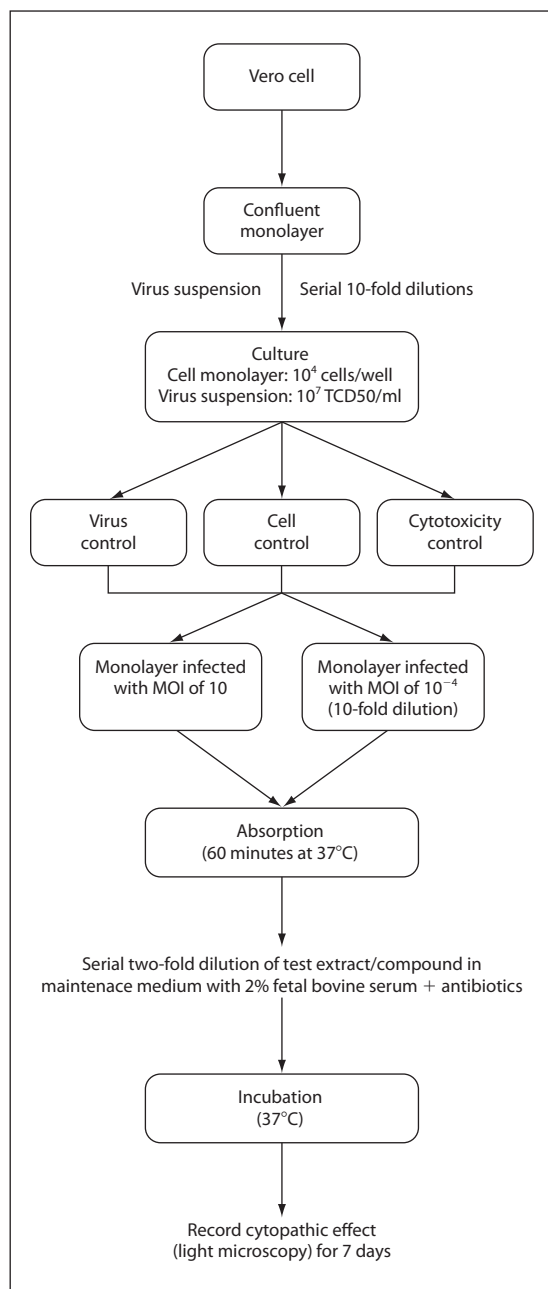 Vero cell
Confluent
monolayer
Virus suspension
Serial 10-fold dilutions
Culture
Cell monolayer: 10⁴ cells/well
Virus suspension: 10⁷ TCD50/ml
Virus
control
Cell
control
Cytotoxicity
control
Monolayer infected
with MOI of 10
Monolayer infected
with MOI of 10⁻⁴
(10-fold dilution)
Absorption
(60 minutes at 37°C)
Serial two-fold dilution of test extract/compound in
maintenace medium with 2% fetal bovine serum + antibiotics
Incubation
(37°C)
Record cytopathic effect
(light microscopy) for 7 days